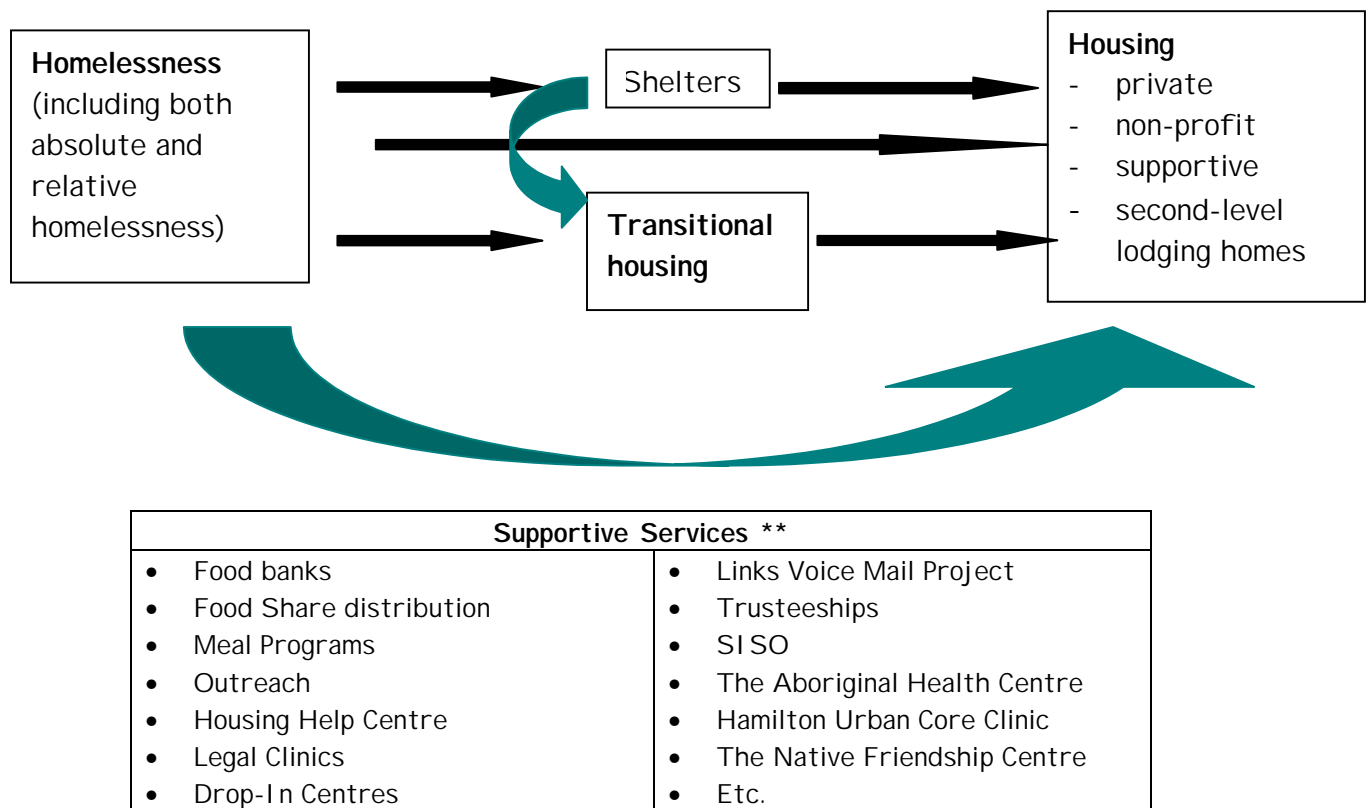 Homelessness
(including both
absolute and
relative
homelessness)
Shelters
Transitional
housing
Housing
- private
- non-profit
- supportive
- second-level
lodging homes
Supportive Services **
• Food banks
• Food Share distribution
• Meal Programs
• Outreach
• Housing Help Centre
• Legal Clinics
• Drop-In Centres
• Links Voice Mail Project
• Trusteeships
• SISO
• The Aboriginal Health Centre
• Hamilton Urban Core Clinic
• The Native Friendship Centre
• Etc.